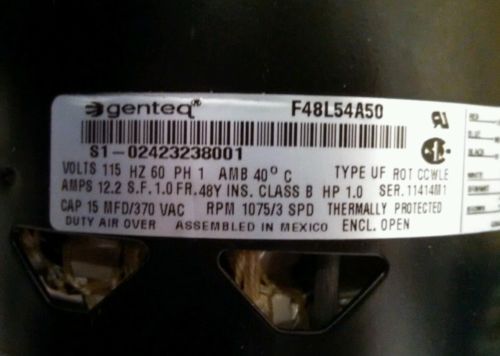 genteq® F48L54A50
S1-02423238001
VOLTS 115 HZ 60 PH 1 AMB 40° C TYPE UF ROT CCWLE
AMPS 12.2 S.F. 1.0 FR. 48Y INS. CLASS B HP 1.0 SER. 11414M1
CAP 15 MFD/370 VAC RPM 1075/3 SPD THERMALLY PROTECTED
DUTY AIR OVER ASSEMBLED IN MEXICO ENCL. OPEN